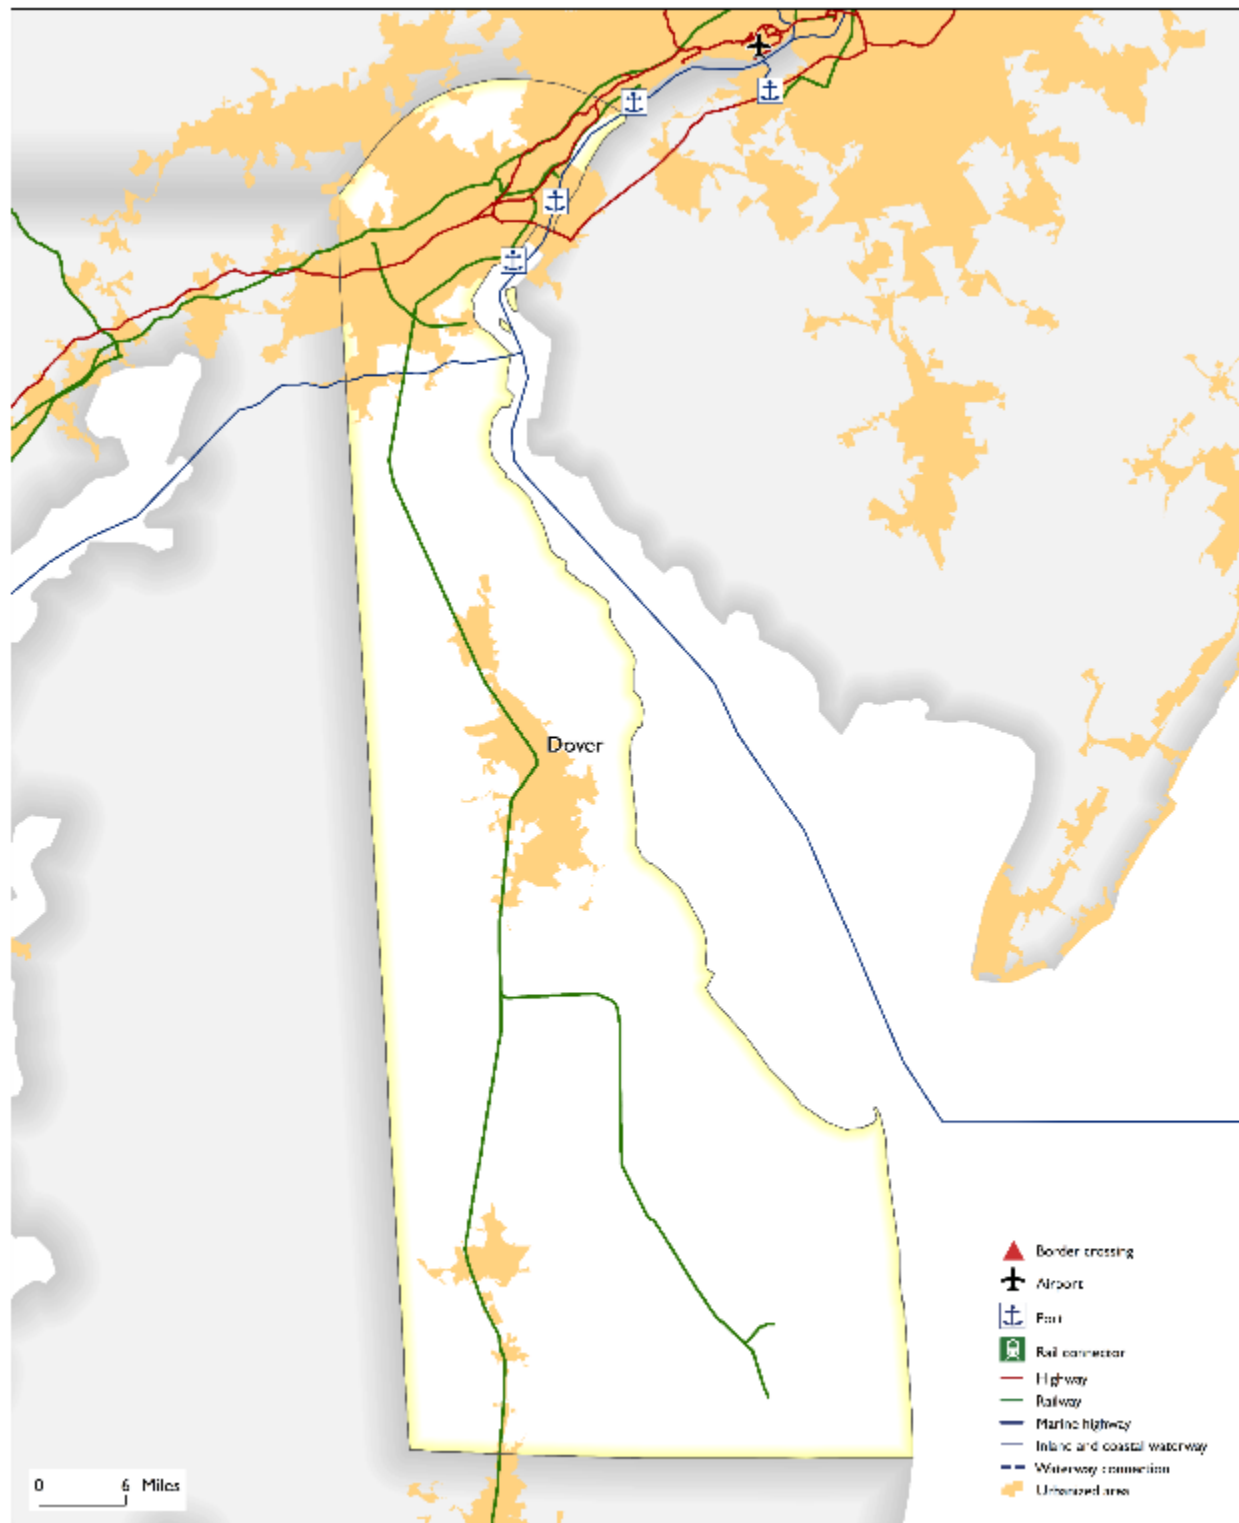 Dover
Border crossing
Airport
Port
Rail connector
Highway
Railway
Marine highway
Inland and coastal waterway
Waterway connection
Urbanized area
0 6 Miles